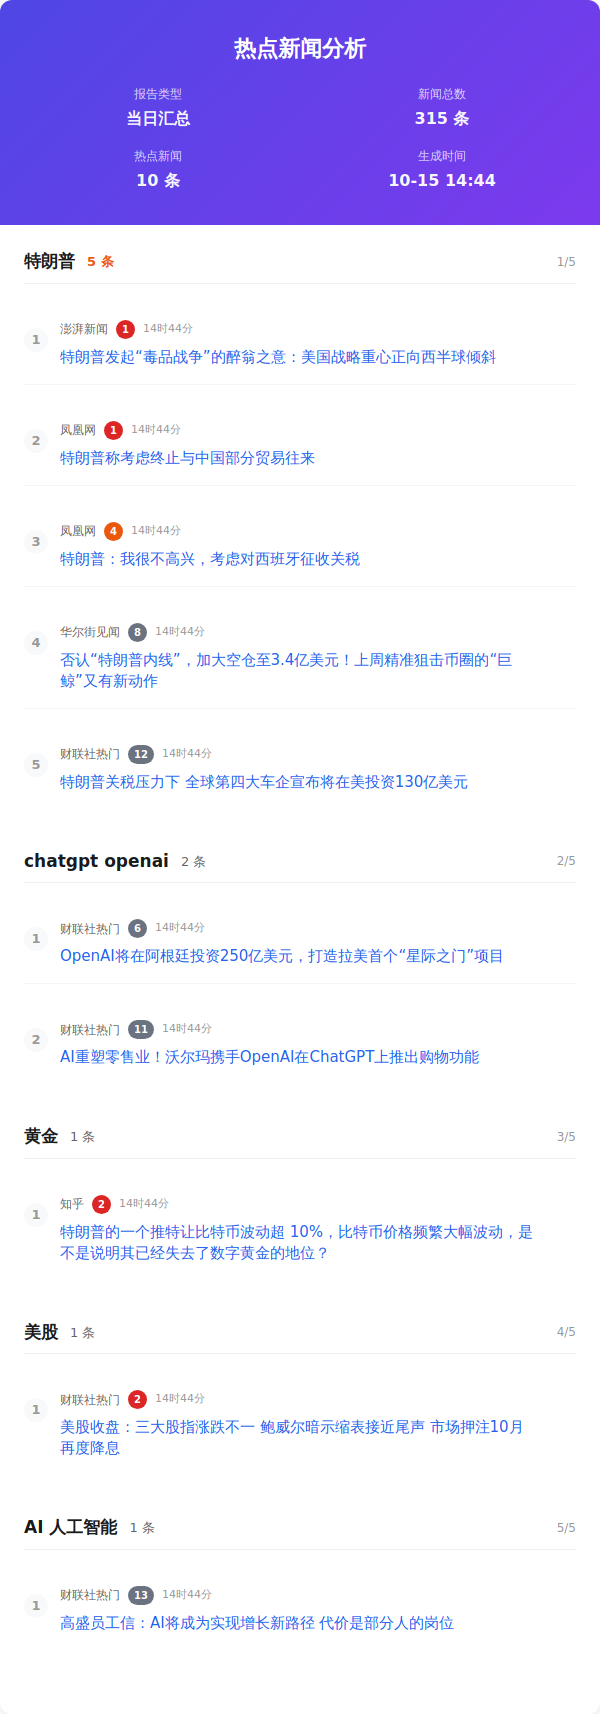 热点新闻分析
报告类型
当日汇总
新闻总数
315 条
热点新闻
10 条
生成时间
10-15 14:44
特朗普 5 条 1/5
1
澎湃新闻 1 14时44分
特朗普发起“毒品战争”的醉翁之意：美国战略重心正向西半球倾斜
2
凤凰网 1 14时44分
特朗普称考虑终止与中国部分贸易往来
3
凤凰网 4 14时44分
特朗普：我很不高兴，考虑对西班牙征收关税
4
华尔街见闻 8 14时44分
否认“特朗普内线”，加大空仓至3.4亿美元！上周精准狙击币圈的“巨
鲸”又有新动作
5
财联社热门 12 14时44分
特朗普关税压力下 全球第四大车企宣布将在美投资130亿美元
chatgpt openai 2 条 2/5
1
财联社热门 6 14时44分
OpenAI将在阿根廷投资250亿美元，打造拉美首个“星际之门”项目
2
财联社热门 11 14时44分
AI重塑零售业！沃尔玛携手OpenAI在ChatGPT上推出购物功能
黄金 1 条 3/5
1
知乎 2 14时44分
特朗普的一个推特让比特币波动超 10%，比特币价格频繁大幅波动，是
不是说明其已经失去了数字黄金的地位？
美股 1 条 4/5
1
财联社热门 2 14时44分
美股收盘：三大股指涨跌不一 鲍威尔暗示缩表接近尾声 市场押注10月
再度降息
AI 人工智能 1 条 5/5
1
财联社热门 13 14时44分
高盛员工信：AI将成为实现增长新路径 代价是部分人的岗位